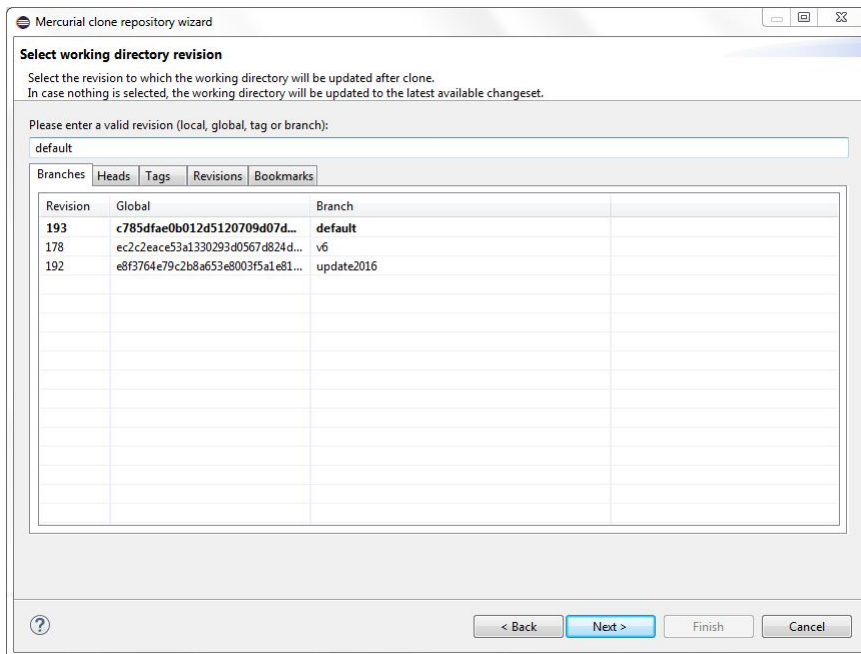 Mercurial clone repository wizard
Select working directory revision
Select the revision to which the working directory will be updated after clone.
In case nothing is selected, the working directory will be updated to the latest available changeset.
Please enter a valid revision (local, global, tag or branch):
default
Branches Heads Tags Revisions Bookmarks
Revision Global Branch
193 c785dfae0b012d5120709d07d... default
178 ec2c2eace53a1330293d0567d824d... v6
192 e8f3764e79c2b8a653e8003f5a1e81... update2016
? < Back Next > Finish Cancel